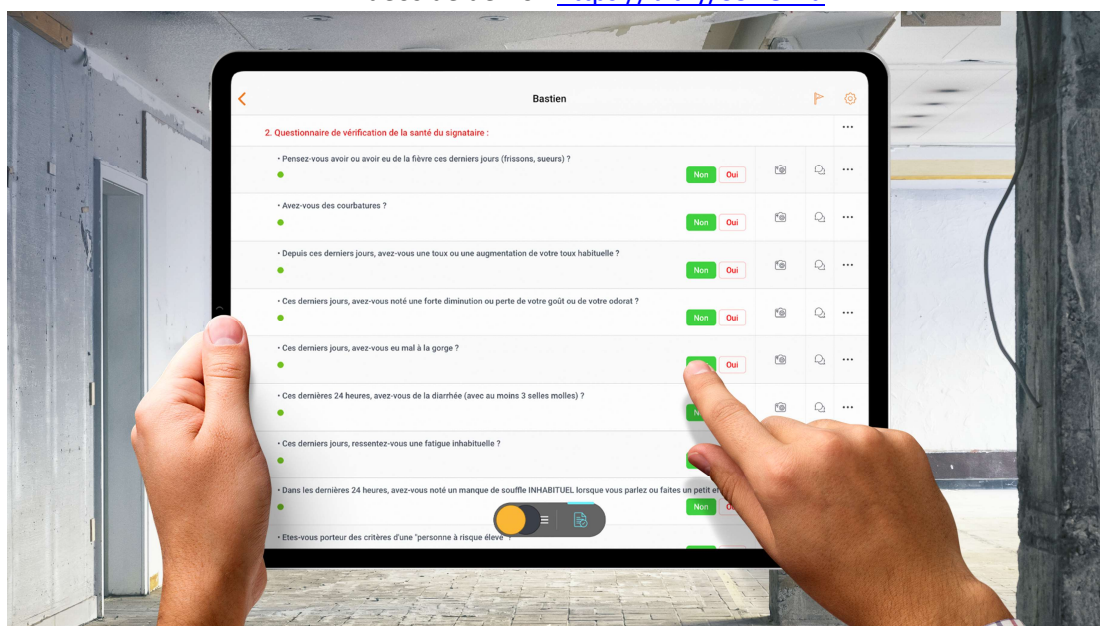 Bastien
2. Questionnaire de vérification de la santé du signataire :
• Pensez-vous avoir ou avoir eu de la fièvre ces derniers jours (frissons, sueurs) ?
Non Oui
• Avez-vous des courbatures ?
Non Oui
• Depuis ces derniers jours, avez-vous une toux ou une augmentation de votre toux habituelle ?
Non Oui
• Ces derniers jours, avez-vous noté une forte diminution ou perte de votre goût ou de votre odorat ?
Non Oui
• Ces derniers jours, avez-vous eu mal à la gorge ?
Oui
• Ces dernières 24 heures, avez-vous de la diarrhée (avec au moins 3 selles molles) ?
• Ces derniers jours, ressentez-vous une fatigue inhabituelle ?
• Dans les dernières 24 heures, avez-vous noté un manque de souffle INHABITUEL lorsque vous parlez ou faites un petit
Non
• Etes-vous porteur des critères d'une "personne à risque élevé" ?